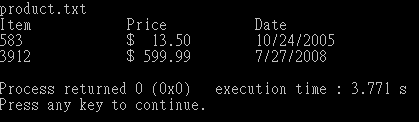 product.txt
Item Price Date
583 $ 13.50 10/24/2005
3912 $ 599.99 7/27/2008
Process returned 0 (0x0) execution time : 3.771 s
Press any key to continue.